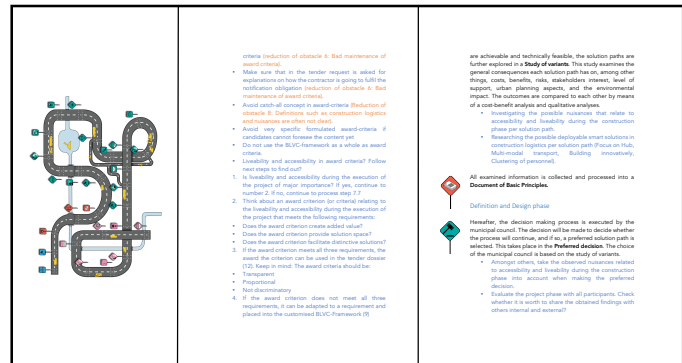 criteria (reduction of obstacle 6: Bad maintenance of
award criteria).
• Make sure that in the tender request is asked for
explanations on how the contractor is going to fulfil the
notification obligation (reduction of obstacle 6: Bad
maintenance of award criteria).
• Avoid catch-all concept in award-criteria (Reduction of
obstacle 8: Definitions such as construction logistics
and nuisances are often not clear).
• Avoid very specific formulated award-criteria if
candidates cannot foresee the content yet
• Do not use the BLVC-framework as a whole as award
criteria.
• Liveability and accessibility in award criteria? Follow
next steps to find out?
1. Is liveability and accessibility during the execution of
the project of major importance? If yes, continue to
number 2. If no, continue to process step 7.7
2. Think about an award criterion (or criteria) relating to
the liveability and accessibility during the execution of
the project that meets the following requirements:
• Does the award criterion create added value?
• Does the award criterion provide solution space?
• Does the award criterion facilitate distinctive solutions?
3. If the award criterion meets all three requirements, the
award the criterion can be used in the tender dossier
(12). Keep in mind: The award criteria should be:
• Transparent
• Proportional
• Not discriminatory
4. If the award criterion does not meet all three
requirements, it can be adapted to a requirement and
placed into the customised BLVC-Framework (9)
are achievable and technically feasible, the solution paths are
further explored in a Study of variants. This study examines the
general consequences each solution path has on, among other
things, costs, benefits, risks, stakeholders interest, level of
support, urban planning aspects, and the environmental
impact. The outcomes are compared to each other by means
of a cost-benefit analysis and qualitative analyses.
• Investigating the possible nuisances that relate to
accessibility and liveability during the construction
phase per solution path.
• Researching the possible deployable smart solutions in
construction logistics per solution path (Focus on Hub,
Multi-modal transport, Building innovatively,
Clustering of personnel).
All examined information is collected and processed into a
Document of Basic Principles.
Definition and Design phase
Hereafter, the decision making process is executed by the
municipal council. The decision will be made to decide whether
the process will continue, and if so, a preferred solution path is
selected. This takes place in the Preferred decision. The choice
of the municipal council is based on the study of variants.
• Amongst others, take the observed nuisances related
to accessibility and liveability during the construction
phase into account when making the preferred
decision.
• Evaluate the project phase with all participants. Check
whether it is worth to share the obtained findings with
others internal and external?